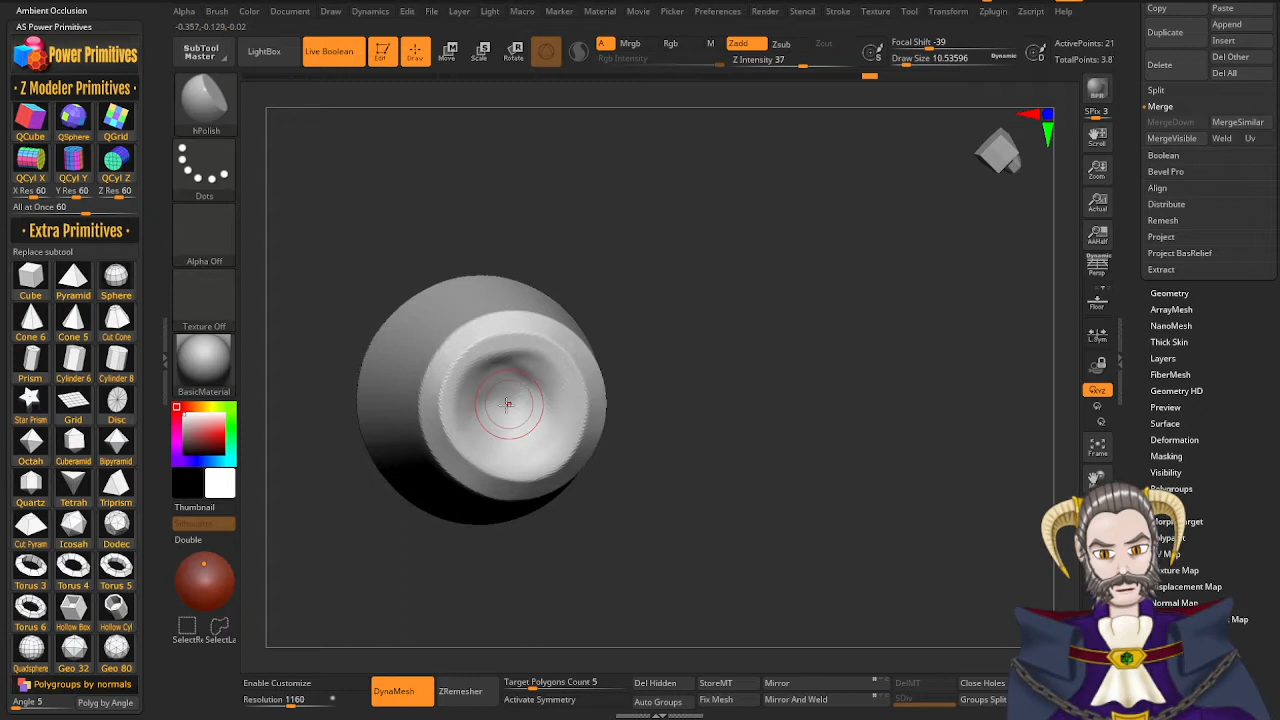 Ambient Occlusion
Alpha Brush Color Document Draw Dynamics Edit File Layer Light Macro Marker Material Movie Picker Preferences Render Stencil Stroke Texture Tool Transform Zplugin Zscript Help
AS Power Primitives
-0.357,-0.129,-0.02
Power Primitives
SubTool Master
LightBox
Live Boolean
Edit
Draw
Move
Scale
Rotate
A
Mrgb
Rgb
M
Rgb Intensity
Zadd
Zsub
Zcut
Z Intensity 37
S
Focal Shift -39
Draw Size 10.53596
Dynamic
D
ActivePoints: 21
TotalPoints: 3.8
Z Modeler Primitives
QCube QSphere QGrid
QCyl X QCyl Y QCyl Z
X Res 60 Y Res 60 Z Res 60
All at Once 60
Extra Primitives
Replace subtool
Cube Pyramid Sphere
Cone 6 Cone 5 Cut Cone
Prism Cylinder 6 Cylinder 8
Star Prism Grid Disc
Octah Cuberamid Bipyramid
Quartz Tetrah Triprism
Cut Pyram Icosah Dodec
Torus 3 Torus 4 Torus 5
Torus 6 Hollow Box Hollow Cyl
Quadsphere Geo 32 Geo 80
Polygroups by normals
Angle 5 Polyg by Angle
hPolish
Dots
Alpha Off
Texture Off
BasicMaterial
Thumbnail
Silhouette
Double
SelectRe SelectLa
BPR
SPix 3
Scroll
Zoom
Actual
AAHalf
Dynamic
Persp
Floor
L.Sym
XYZ
Frame
Copy Paste
Append
Duplicate Insert
Delete Del Other
Del All
Split
Merge
MergeDown MergeSimilar
MergeVisible Weld Uv
Boolean
Bevel Pro
Align
Distribute
Remesh
Project
Project BasRelief
Extract
Geometry
ArrayMesh
NanoMesh
Thick Skin
Layers
FiberMesh
Geometry HD
Preview
Surface
Deformation
Masking
Visibility
Polygroups
Enable Customize
Resolution 1160
DynaMesh
ZRemesher
Target Polygons Count 5
Activate Symmetry
Del Hidden
Auto Groups
StoreMT
Fix Mesh
Mirror
Mirror And Weld
DelMT
SDiv
Close Holes
Groups Split